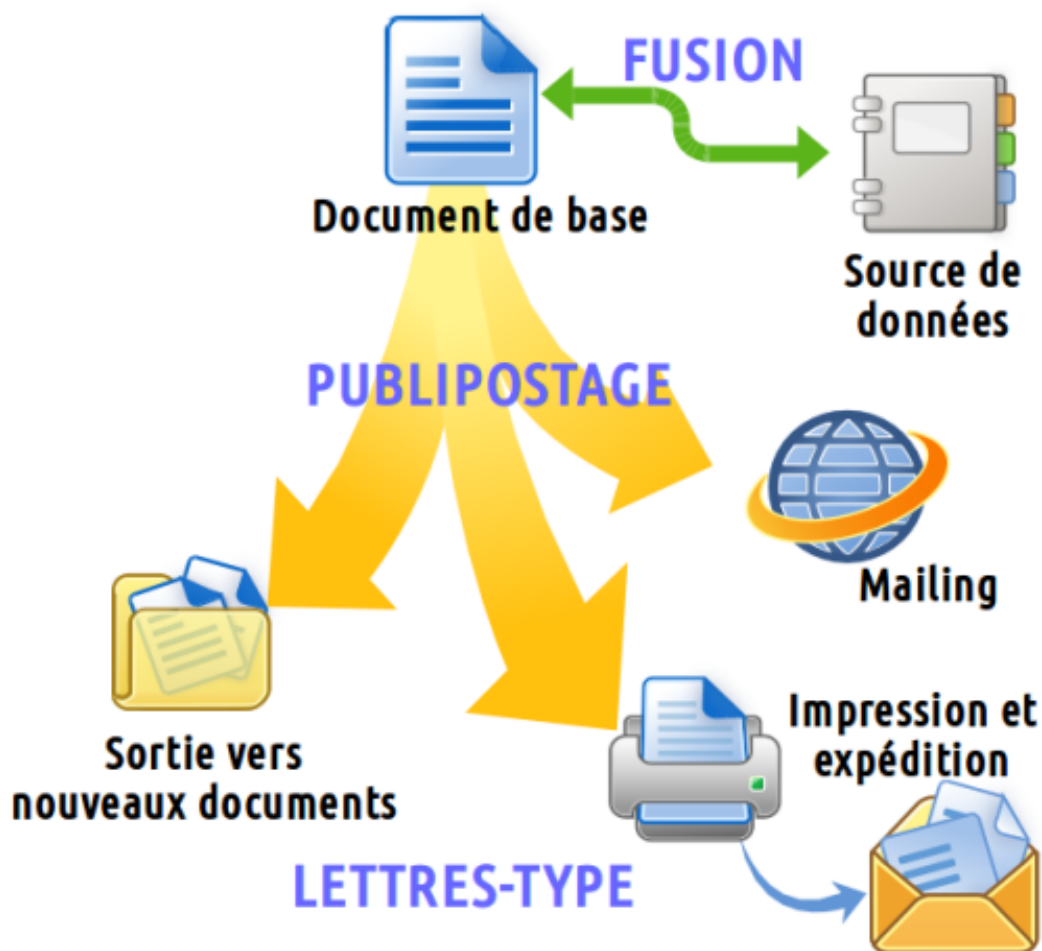 FUSION
Document de base
Source de
données
PUBLIPOSTAGE
Mailing
Impression et
expédition
Sortie vers
nouveaux documents
LETTRES-TYPE